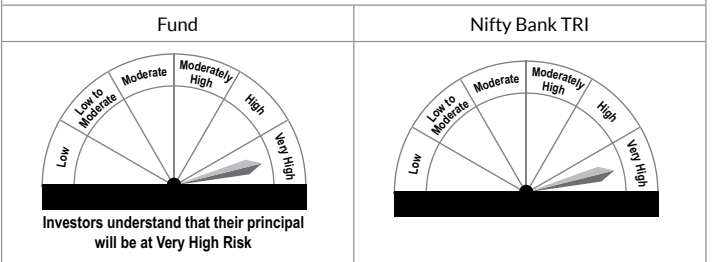 Fund
Nifty Bank TRI
Low
Low to
Moderate
Moderate
Moderately
High
High
Very High
Investors understand that their principal
will be at Very High Risk
Low
Low to
Moderate
Moderate
Moderately
High
High
Very High